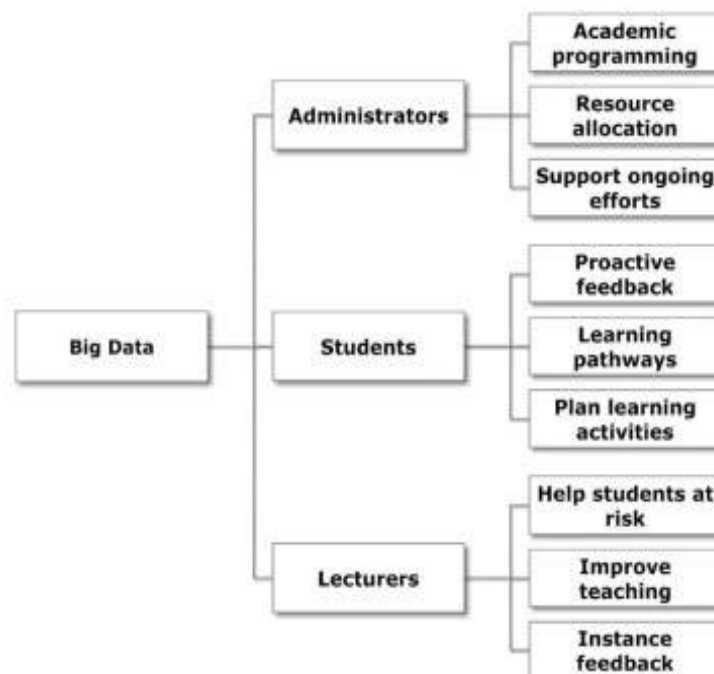 Academic
programming
Administrators
Resource
allocation
Support ongoing
efforts
Proactive
feedback
Big Data
Students
Learning
pathways
Plan learning
activities
Help students at
risk
Lecturers
Improve
teaching
Instance
feedback